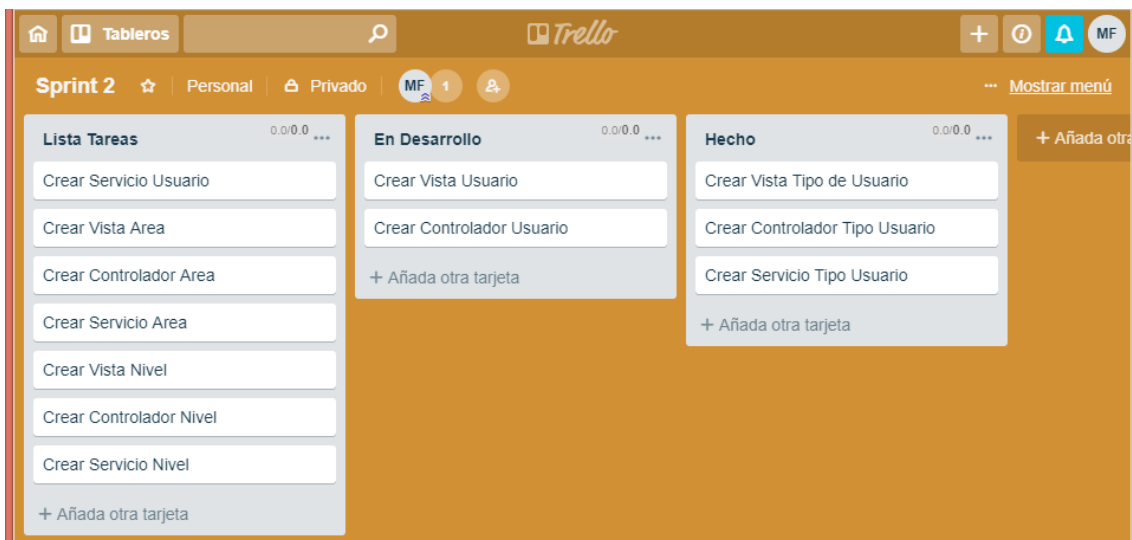 Tableros
Trello
MF
Sprint 2
Personal
Privado
MF
1
Mostrar menú
Lista Tareas
0.0/0.0
Crear Servicio Usuario
Crear Vista Area
Crear Controlador Area
Crear Servicio Area
Crear Vista Nivel
Crear Controlador Nivel
Crear Servicio Nivel
+ Añada otra tarjeta
En Desarrollo
0.0/0.0
Crear Vista Usuario
Crear Controlador Usuario
+ Añada otra tarjeta
Hecho
0.0/0.0
Crear Vista Tipo de Usuario
Crear Controlador Tipo Usuario
Crear Servicio Tipo Usuario
+ Añada otra tarjeta
+ Añada otra